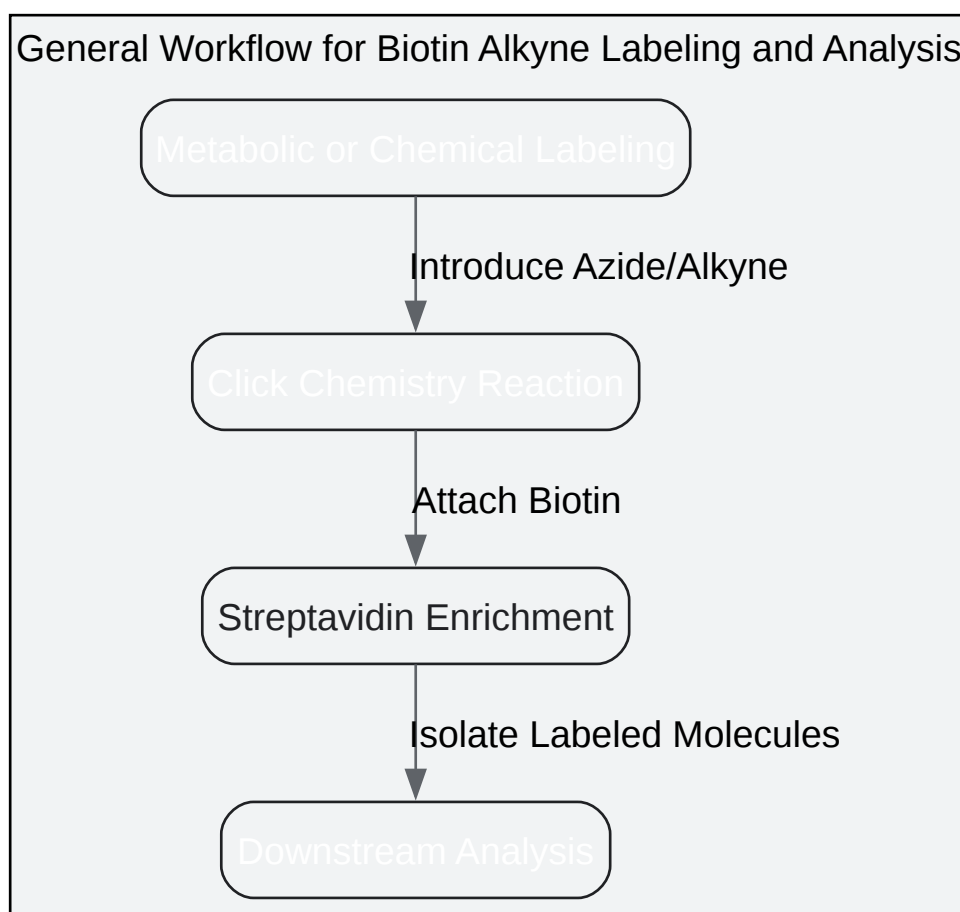 General Workflow for Biotin Alkyne Labeling and Analysis
Metabolic or Chemical Labeling
Introduce Azide/Alkyne
Click Chemistry Reaction
Attach Biotin
Streptavidin Enrichment
Isolate Labeled Molecules
Downstream Analysis